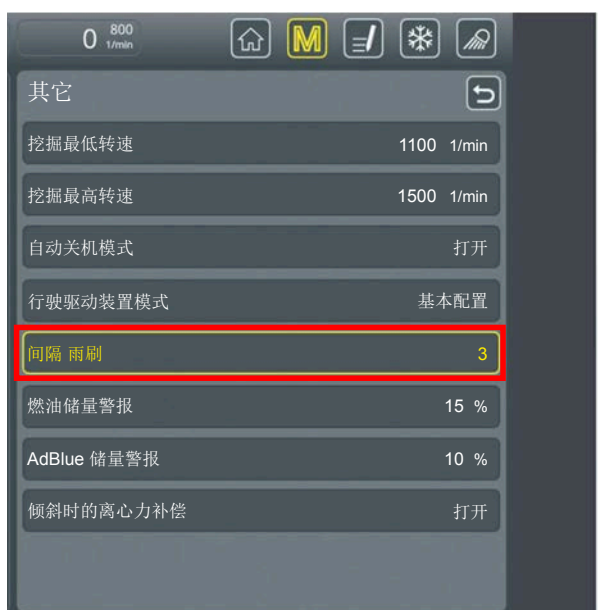 0 800 1/min M
其它
挖掘最低转速 1100 1/min
挖掘最高转速 1500 1/min
自动关机模式 打开
行驶驱动装置模式 基本配置
间隔 雨刷 3
燃油储量警报 15 %
AdBlue 储量警报 10 %
倾斜时的离心力补偿 打开